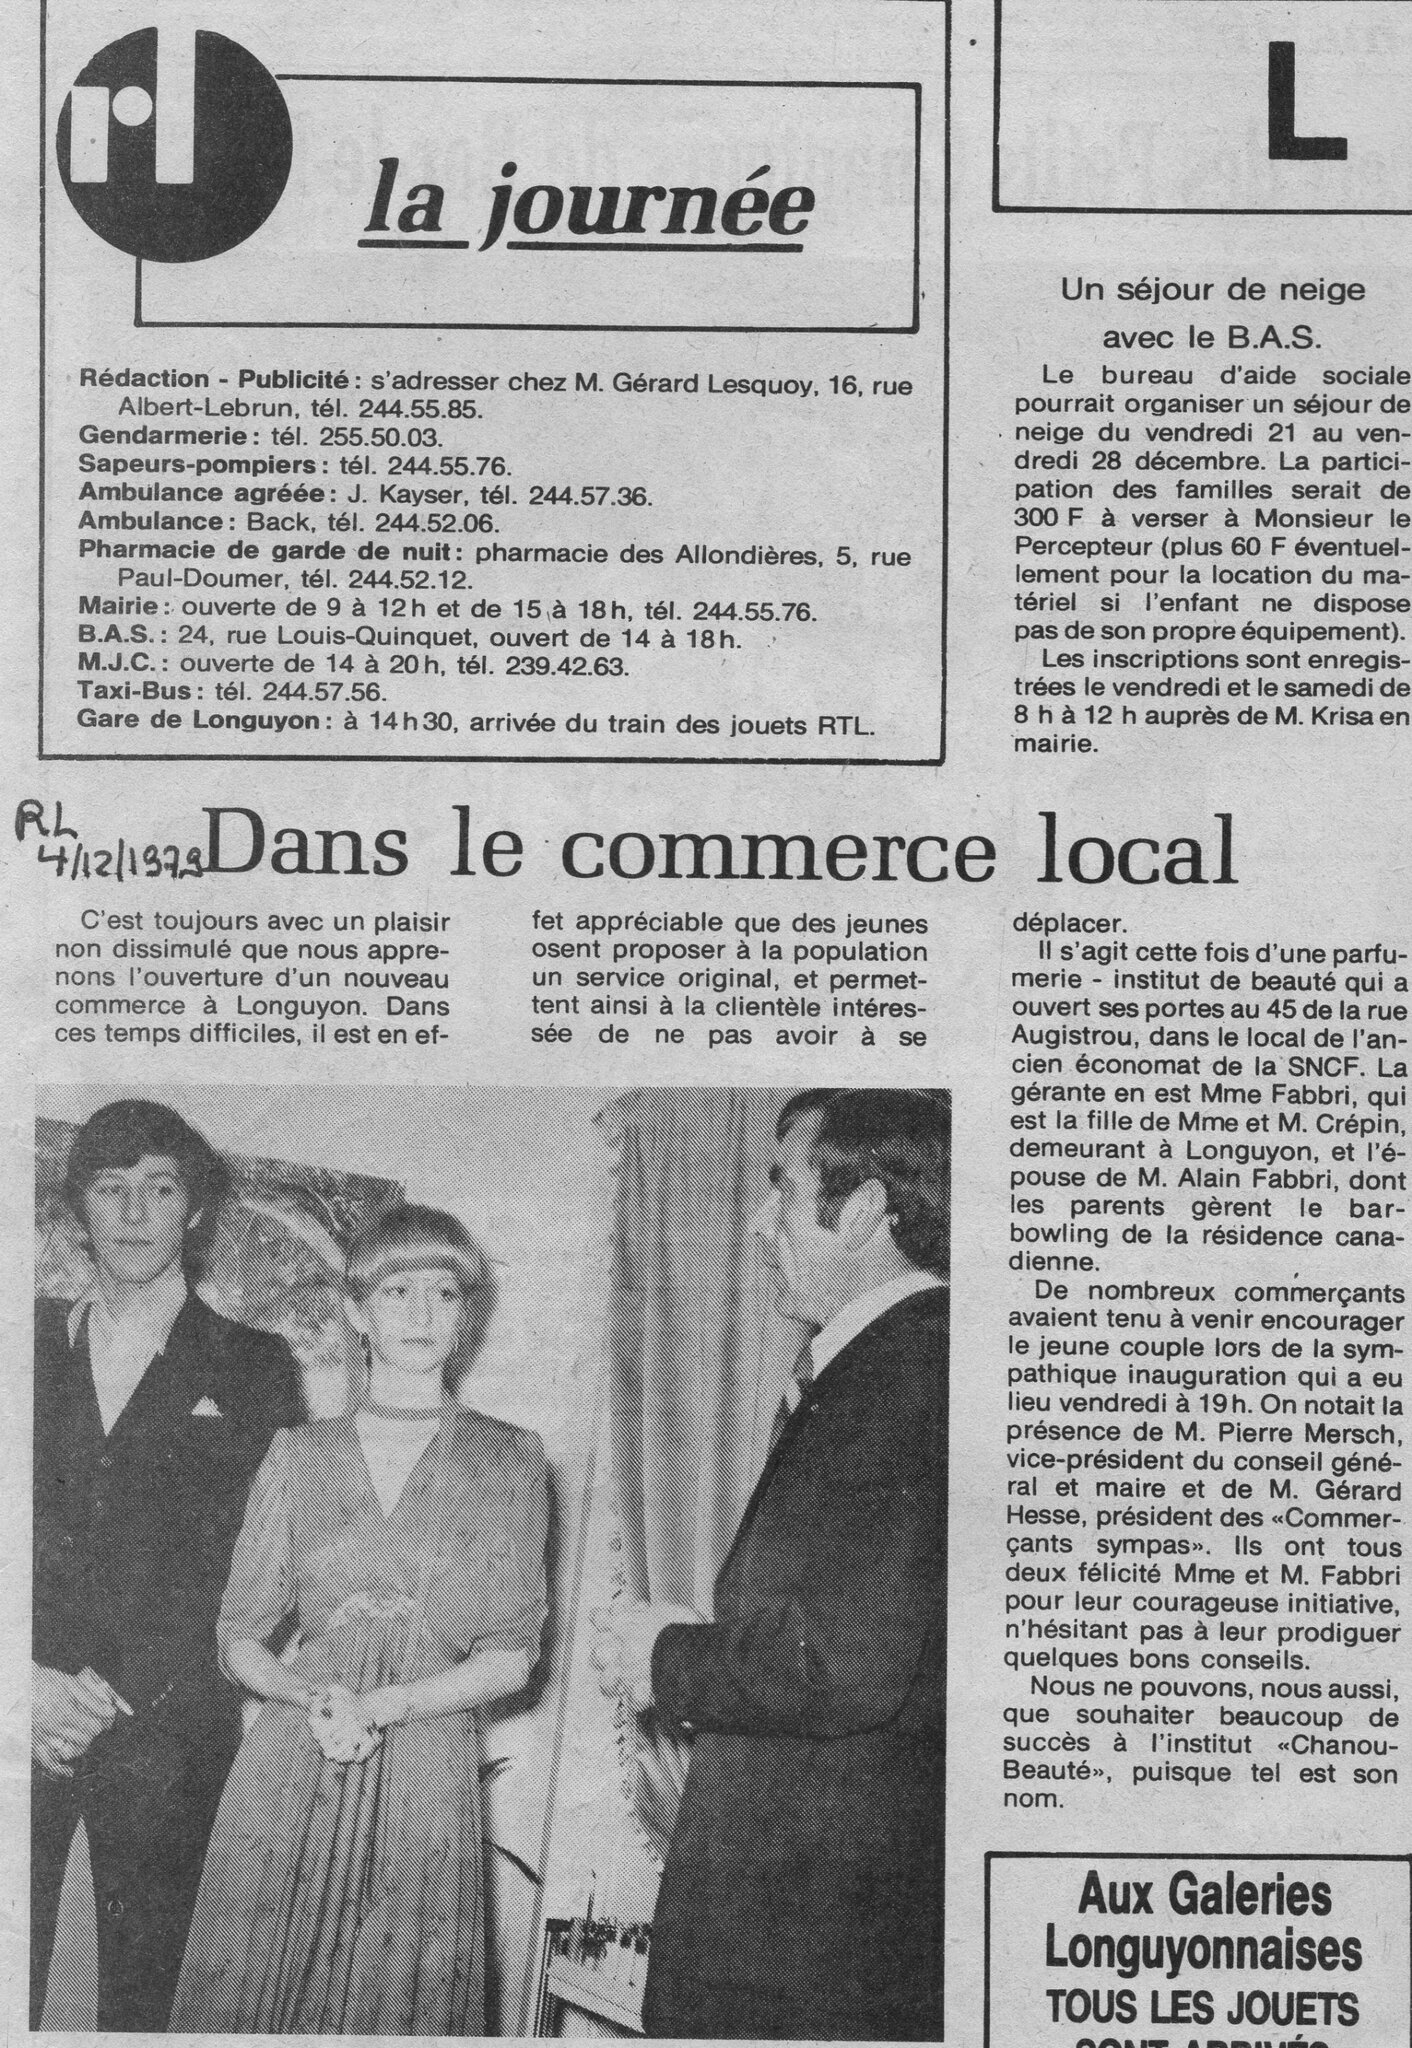 rl
la journée
Rédaction - Publicité : s'adresser chez M. Gérard Lesquoy, 16, rue
Albert-Lebrun, tél. 244.55.85.
Gendarmerie : tél. 255.50.03.
Sapeurs-pompiers : tél. 244.55.76.
Ambulance agréée : J. Kayser, tél. 244.57.36.
Ambulance : Back, tél. 244.52.06.
Pharmacie de garde de nuit : pharmacie des Allondières, 5, rue
Paul-Doumer, tél. 244.52.12.
Mairie : ouverte de 9 à 12 h et de 15 à 18 h, tél. 244.55.76.
B.A.S. : 24, rue Louis-Quinquet, ouvert de 14 à 18 h.
M.J.C. : ouverte de 14 à 20 h, tél. 239.42.63.
Taxi-Bus : tél. 244.57.56.
Gare de Longuyon : à 14 h 30, arrivée du train des jouets RTL.
L
Un séjour de neige
avec le B.A.S.
Le bureau d'aide sociale
pourrait organiser un séjour de
neige du vendredi 21 au ven-
dredi 28 décembre. La partici-
pation des familles serait de
300 F à verser à Monsieur le
Percepteur (plus 60 F éventuel-
lement pour la location du ma-
tériel si l'enfant ne dispose
pas de son propre équipement).
Les inscriptions sont enregis-
trées le vendredi et le samedi de
8 h à 12 h auprès de M. Krisa en
mairie.
RL
4/12/1979
Dans le commerce local
C'est toujours avec un plaisir
non dissimulé que nous appre-
nons l'ouverture d'un nouveau
commerce à Longuyon. Dans
ces temps difficiles, il est en ef-
fet appréciable que des jeunes
osent proposer à la population
un service original, et permet-
tent ainsi à la clientèle intéres-
sée de ne pas avoir à se
déplacer.
Il s'agit cette fois d'une parfu-
merie - institut de beauté qui a
ouvert ses portes au 45 de la rue
Augistrou, dans le local de l'an-
cien économat de la SNCF. La
gérante en est Mme Fabbri, qui
est la fille de Mme et M. Crépin,
demeurant à Longuyon, et l'é-
pouse de M. Alain Fabbri, dont
les parents gèrent le bar-
bowling de la résidence cana-
dienne.
De nombreux commerçants
avaient tenu à venir encourager
le jeune couple lors de la sym-
pathique inauguration qui a eu
lieu vendredi à 19 h. On notait la
présence de M. Pierre Mersch,
vice-président du conseil géné-
ral et maire et de M. Gérard
Hesse, président des «Commer-
çants sympas». Ils ont tous
deux félicité Mme et M. Fabbri
pour leur courageuse initiative,
n'hésitant pas à leur prodiguer
quelques bons conseils.
Nous ne pouvons, nous aussi,
que souhaiter beaucoup de
succès à l'institut «Chanou-
Beauté», puisque tel est son
nom.
Aux Galeries
Longuyonnaises
TOUS LES JOUETS
SONT ARRIVÉS